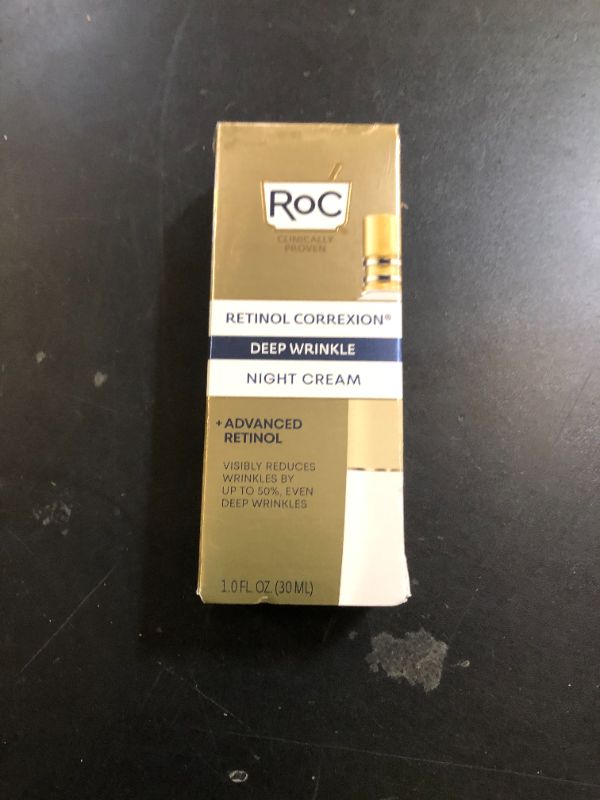 RoC
CLINICALLY
PROVEN
RETINOL CORREXION®
DEEP WRINKLE
NIGHT CREAM
+ ADVANCED
RETINOL
VISIBLY REDUCES
WRINKLES BY
UP TO 50%, EVEN
DEEP WRINKLES
1.0 FL. OZ. (30 ML)